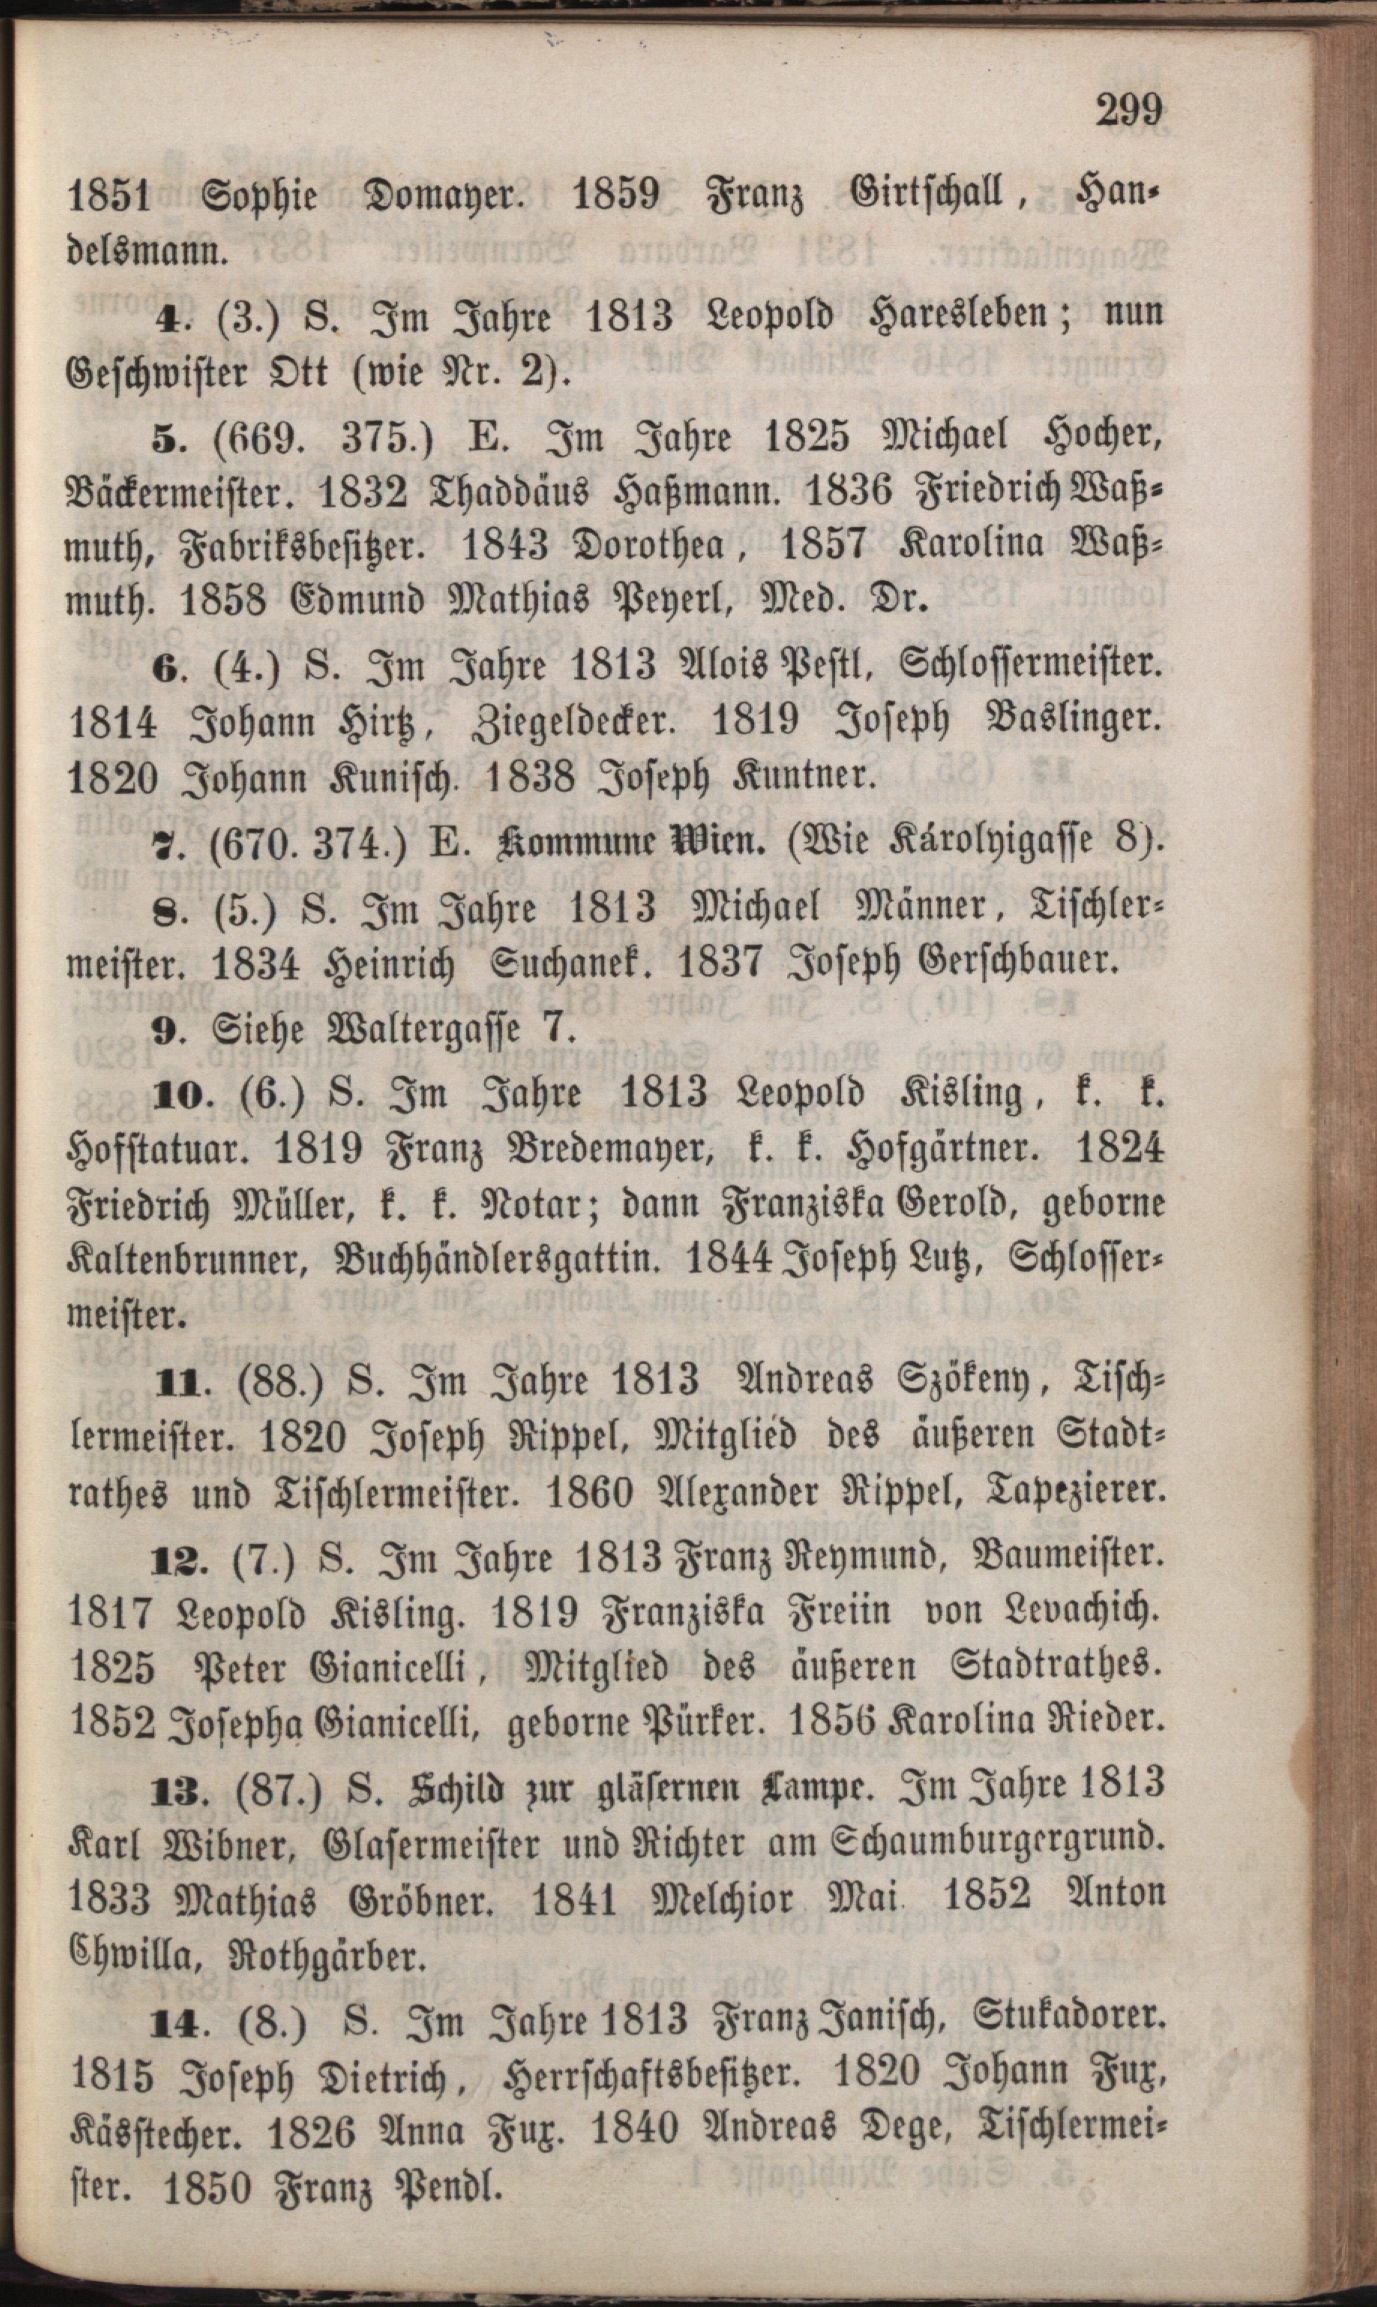 299
1851 Sophie Domayer. 1859 Franz Girtschall, Han-
delsmann.
4. (3.) S. Im Jahre 1813 Leopold Haresleben; nun
Geschwister Ott (wie Nr. 2).
5. (669. 375.) E. Im Jahre 1825 Michael Hocher,
Bäckermeister. 1832 Thaddäus Haßmann. 1836 Friedrich Waß-
muth, Fabriksbesitzer. 1843 Dorothea, 1857 Karolina Waß-
muth. 1858 Edmund Mathias Peyerl, Med. Dr.
6. (4.) S. Im Jahre 1813 Alois Pestl, Schlossermeister.
1814 Johann Hirtz, Ziegeldecker. 1819 Joseph Baslinger.
1820 Johann Kunisch. 1838 Joseph Kuntner.
7. (670. 374.) E. Kommune Wien. (Wie Károlyigasse 8).
8. (5.) S. Im Jahre 1813 Michael Männer, Tischler-
meister. 1834 Heinrich Suchanek. 1837 Joseph Gerschbauer.
9. Siehe Waltergasse 7.
10. (6.) S. Im Jahre 1813 Leopold Kisling, k. k.
Hofstatuar. 1819 Franz Bredemayer, k. k. Hofgärtner. 1824
Friedrich Müller, k. k. Notar; dann Franziska Gerold, geborne
Kaltenbrunner, Buchhändlersgattin. 1844 Joseph Lutz, Schlosser-
meister.
11. (88.) S. Im Jahre 1813 Andreas Szökeny, Tisch-
lermeister. 1820 Joseph Rippel, Mitglied des äußeren Stadt-
rathes und Tischlermeister. 1860 Alexander Rippel, Tapezierer.
12. (7.) S. Im Jahre 1813 Franz Reymund, Baumeister.
1817 Leopold Kisling. 1819 Franziska Freiin von Levachich.
1825 Peter Gianicelli, Mitglied des äußeren Stadtrathes.
1852 Josepha Gianicelli, geborne Pürker. 1856 Karolina Rieder.
13. (87.) S. Schild zur gläsernen Lampe. Im Jahre 1813
Karl Wibner, Glasermeister und Richter am Schaumburgergrund.
1833 Mathias Gröbner. 1841 Melchior Mai. 1852 Anton
Chwilla, Rothgärber.
14. (8.) S. Im Jahre 1813 Franz Janisch, Stukadorer.
1815 Joseph Dietrich, Herrschaftsbesitzer. 1820 Johann Fux,
Kässtecher. 1826 Anna Fux. 1840 Andreas Dege, Tischlermei-
ster. 1850 Franz Pendl.